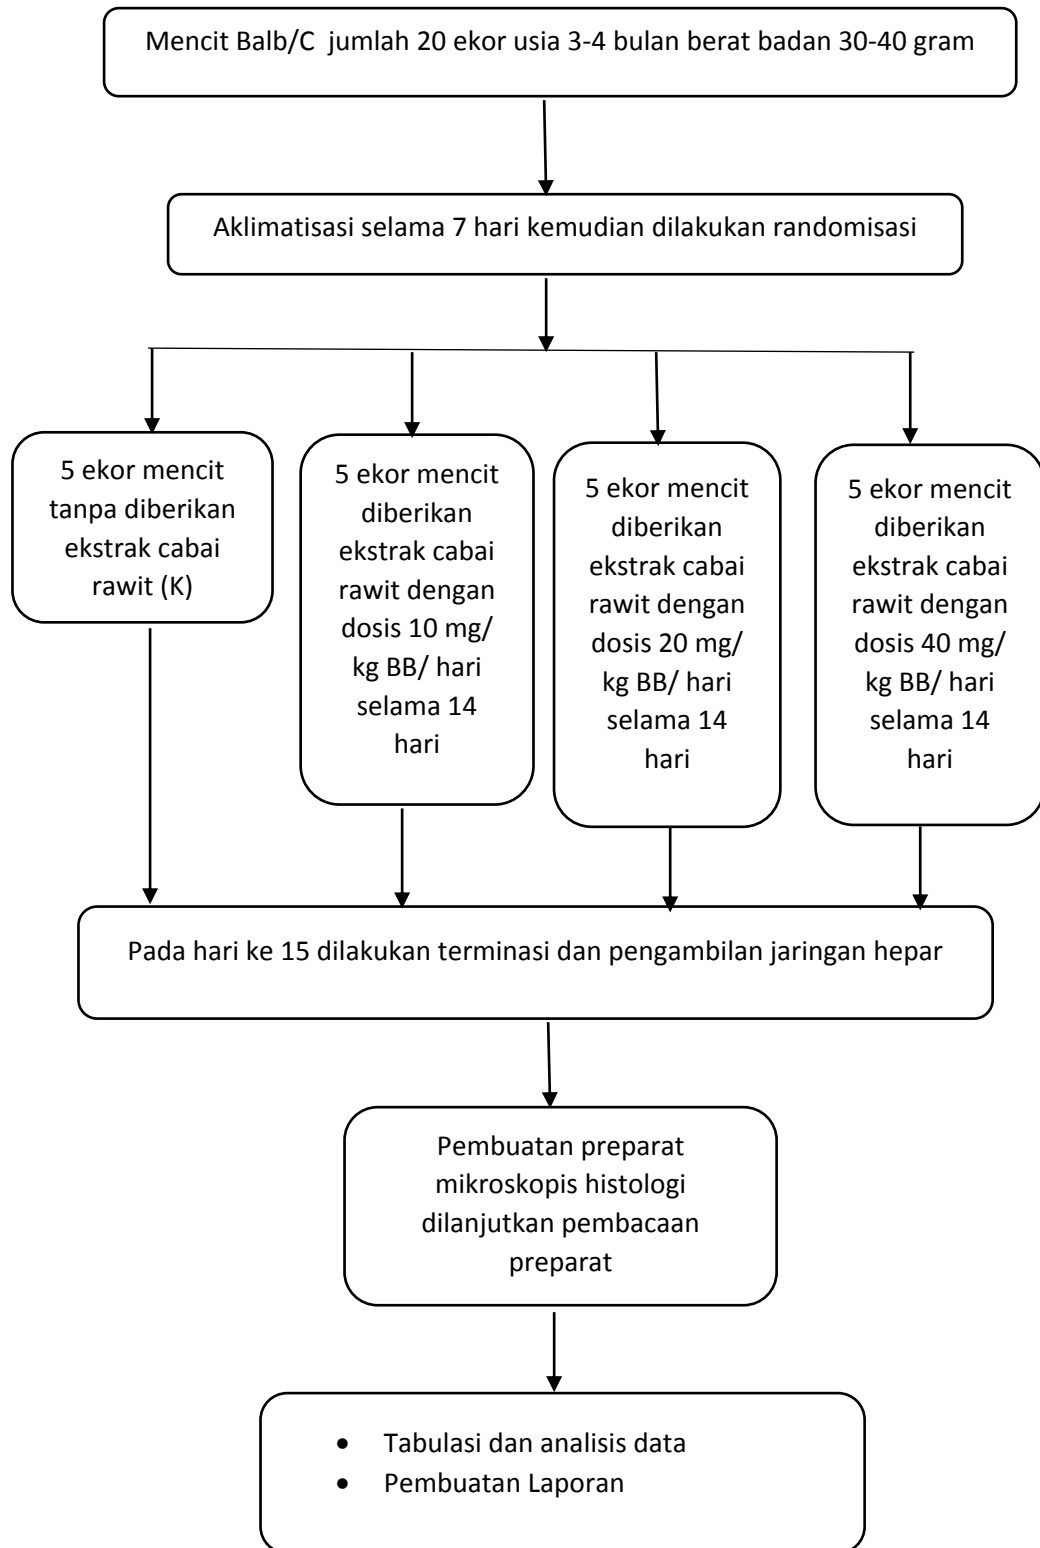 Mencit Balb/C  jumlah 20 ekor usia 3-4 bulan berat badan 30-40 gram
Aklimatisasi selama 7 hari kemudian dilakukan randomisasi
5 ekor mencit
tanpa diberikan
ekstrak cabai
rawit (K)
5 ekor mencit
diberikan
ekstrak cabai
rawit dengan
dosis 10 mg/
kg BB/ hari
selama 14
hari
5 ekor mencit
diberikan
ekstrak cabai
rawit dengan
dosis 20 mg/
kg BB/ hari
selama 14
hari
5 ekor mencit
diberikan
ekstrak cabai
rawit dengan
dosis 40 mg/
kg BB/ hari
selama 14
hari
Pada hari ke 15 dilakukan terminasi dan pengambilan jaringan hepar
Pembuatan preparat
mikroskopis histologi
dilanjutkan pembacaan
preparat
• Tabulasi dan analisis data
• Pembuatan Laporan